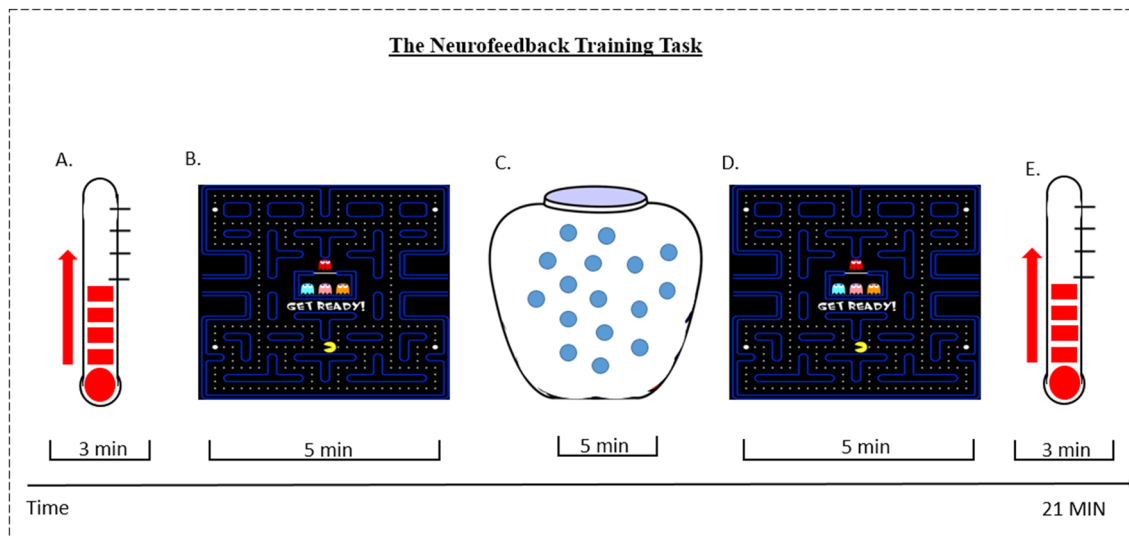 The Neurofeedback Training Task
A.
B.
C.
D.
E.
GET READY!
GET READY!
3 min
5 min
5 min
5 min
3 min
Time
21 MIN